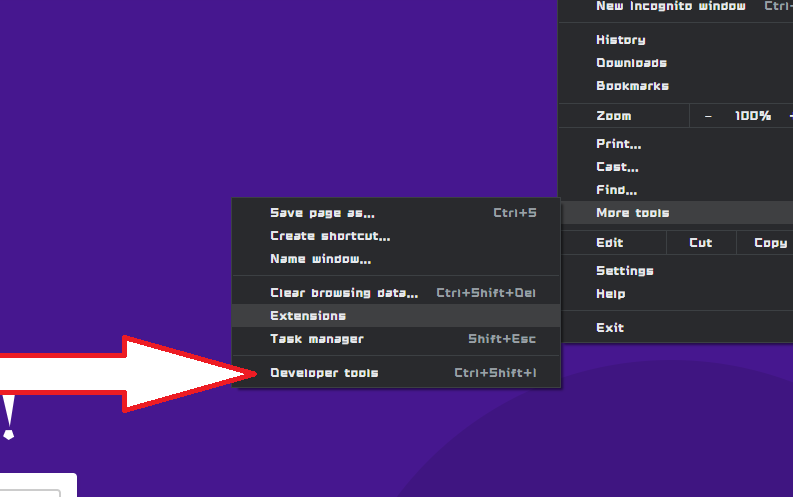 New Incognito window Ctrl-
History
Downloads
Bookmarks
Zoom - 100% +
Print...
Cast...
Find...
More tools
Edit Cut Copy
Settings
Help
Exit
Save page as... Ctrl+S
Create shortcut...
Name window...
Clear browsing data... Ctrl+Shift+Del
Extensions
Task manager Shift+Esc
Developer tools Ctrl+Shift+I
!